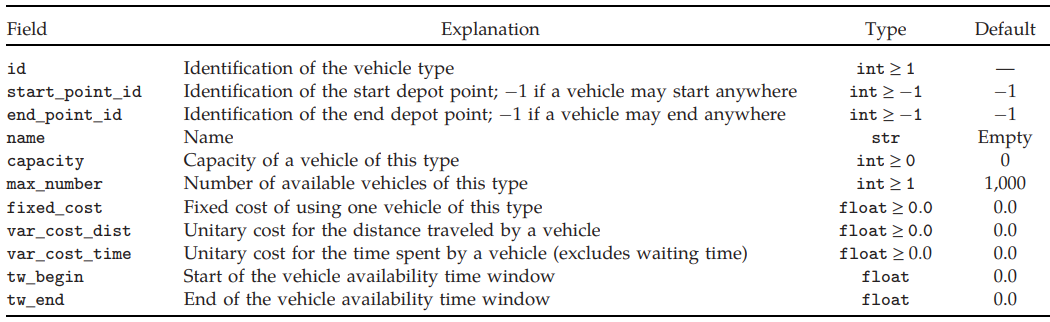 Field Explanation Type Default
id Identification of the vehicle type int ≥ 1 —
start_point_id Identification of the start depot point; −1 if a vehicle may start anywhere int ≥ −1 −1
end_point_id Identification of the end depot point; −1 if a vehicle may end anywhere int ≥ −1 −1
name Name str Empty
capacity Capacity of a vehicle of this type int ≥ 0 0
max_number Number of available vehicles of this type int ≥ 1 1,000
fixed_cost Fixed cost of using one vehicle of this type float ≥ 0.0 0.0
var_cost_dist Unitary cost for the distance traveled by a vehicle float ≥ 0.0 0.0
var_cost_time Unitary cost for the time spent by a vehicle (excludes waiting time) float ≥ 0.0 0.0
tw_begin Start of the vehicle availability time window float 0.0
tw_end End of the vehicle availability time window float 0.0